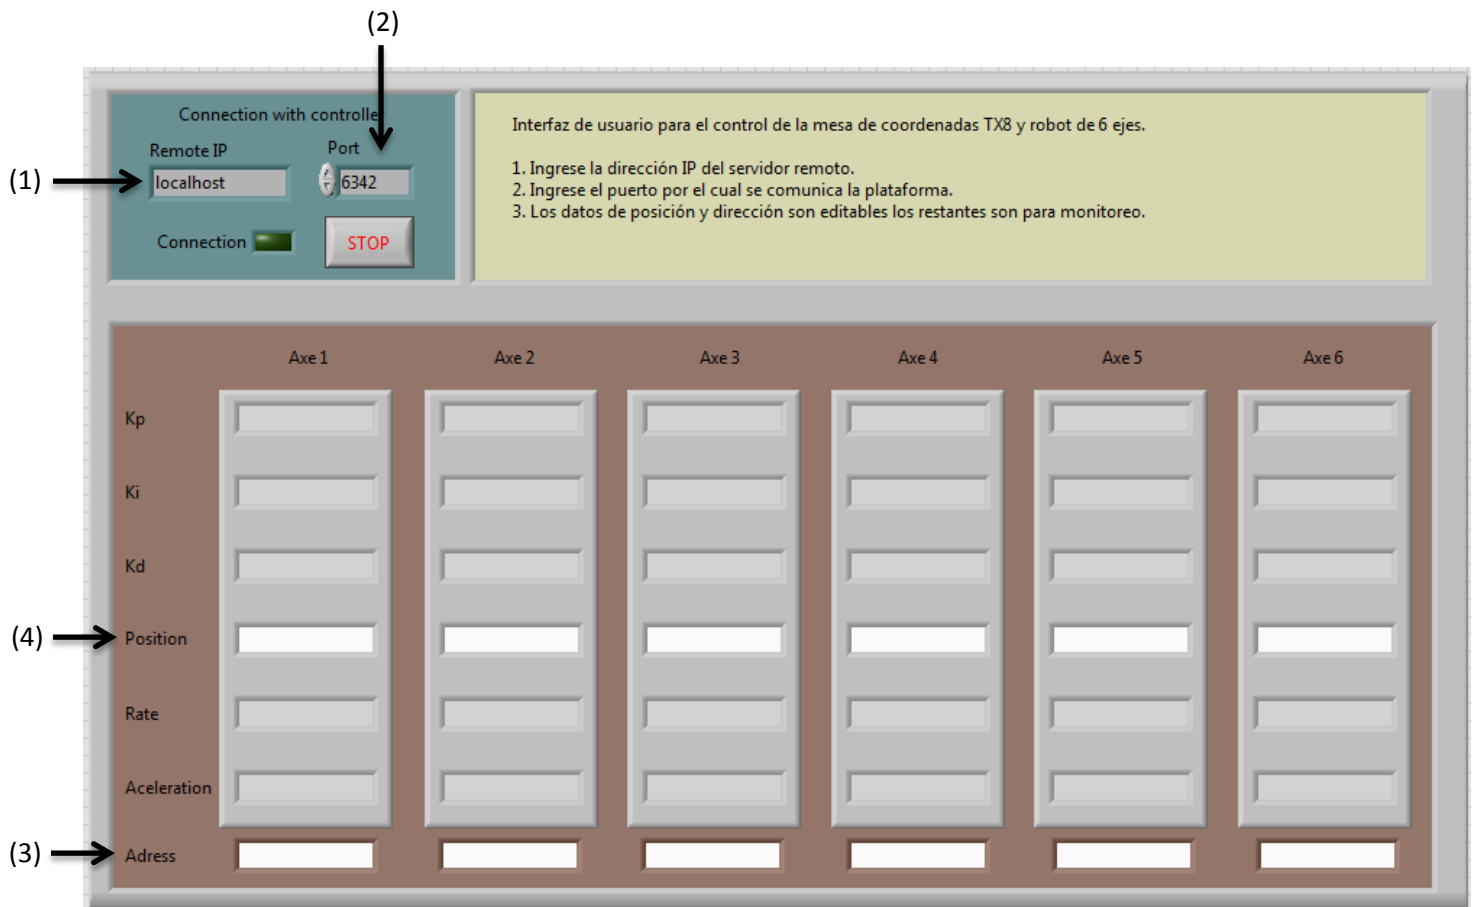 (2)
Connection with controller
Remote IP
Port
(1)
localhost
6342
Connection
STOP
Interfaz de usuario para el control de la mesa de coordenadas TX8 y robot de 6 ejes.
1. Ingrese la dirección IP del servidor remoto.
2. Ingrese el puerto por el cual se comunica la plataforma.
3. Los datos de posición y dirección son editables los restantes son para monitoreo.
Axe 1 Axe 2 Axe 3 Axe 4 Axe 5 Axe 6
Kp
Ki
Kd
(4)
Position
Rate
Aceleration
(3)
Adress